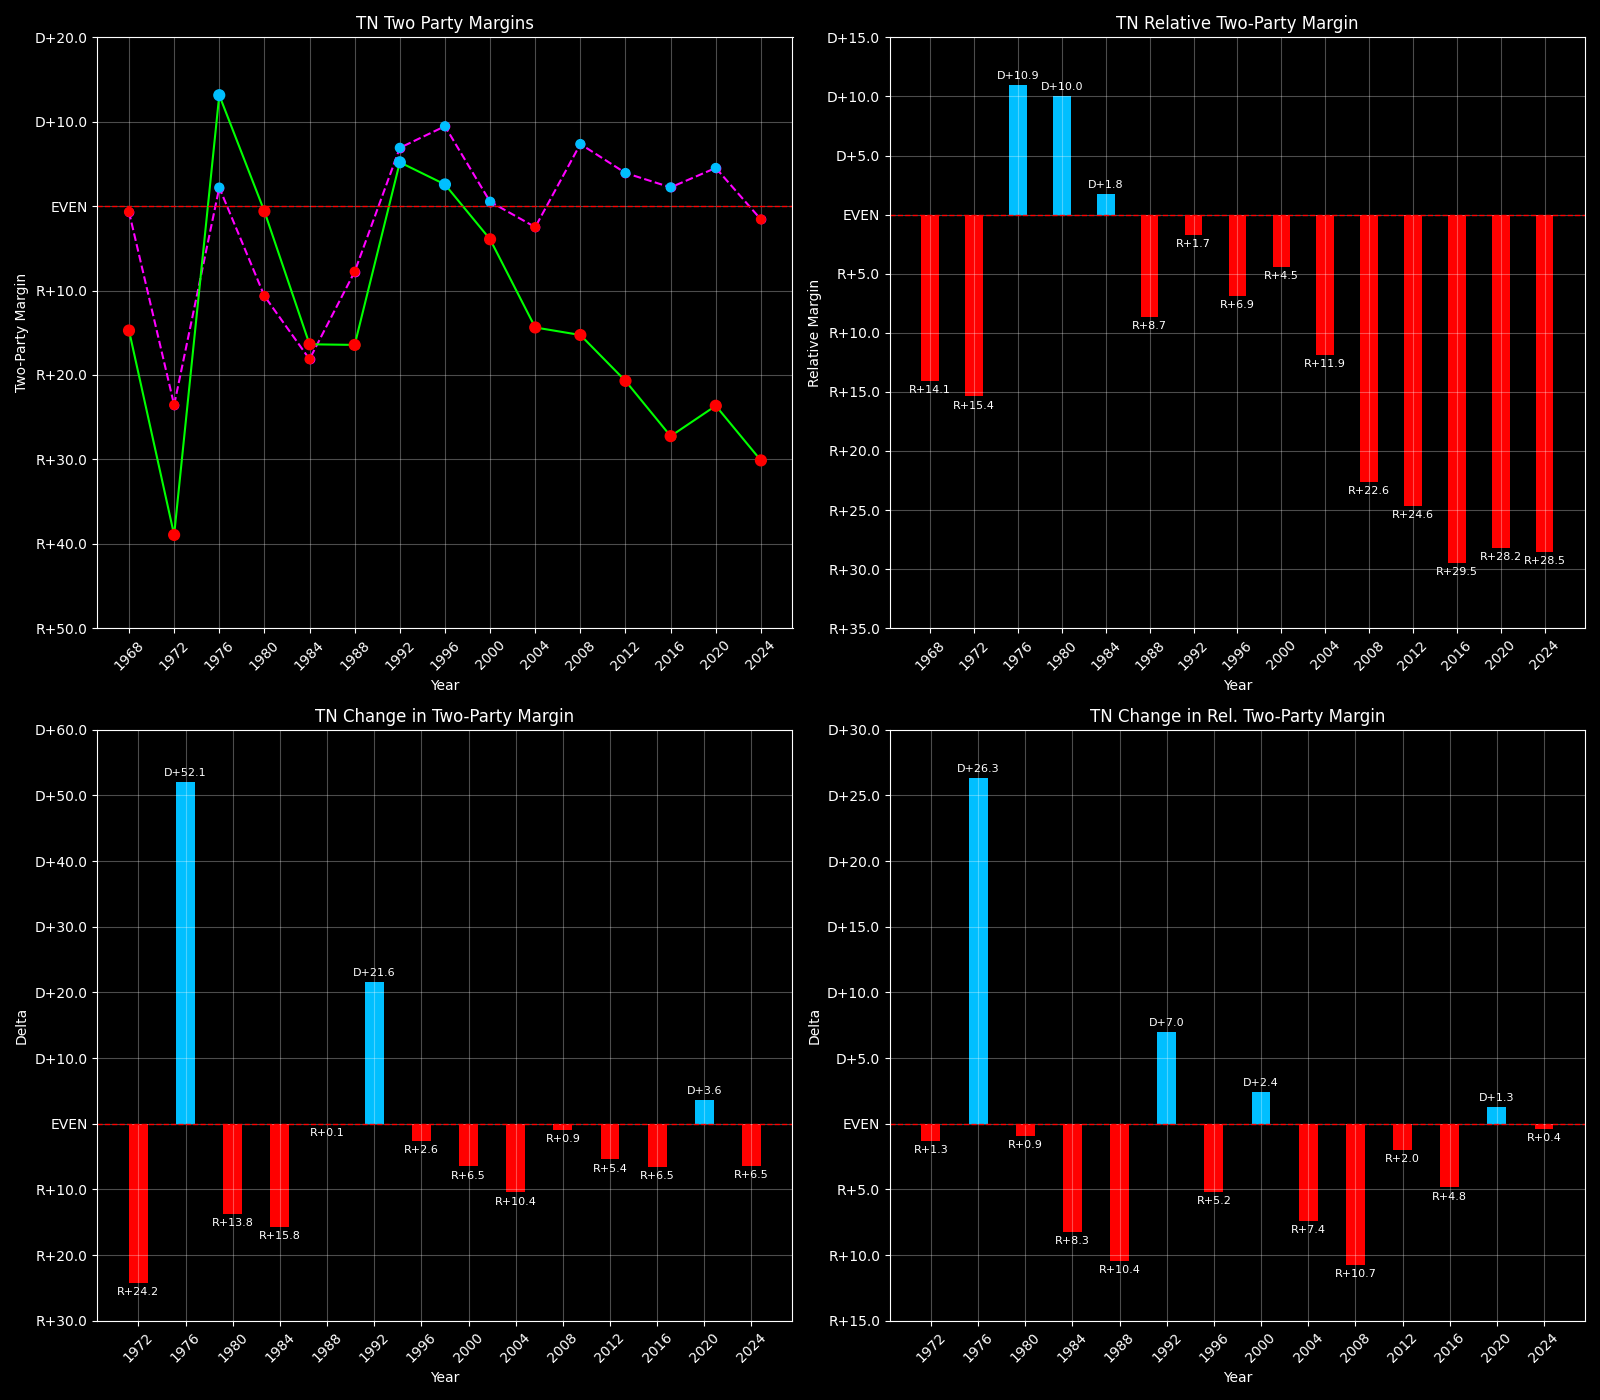 TN Two Party Margins
D+20.0
D+10.0
EVEN
R+10.0
R+20.0
R+30.0
R+40.0
R+50.0
Two-Party Margin
1968 1972 1976 1980 1984 1988 1992 1996 2000 2004 2008 2012 2016 2020 2024
Year
TN Relative Two-Party Margin
D+15.0
D+10.0
D+5.0
EVEN
R+5.0
R+10.0
R+15.0
R+20.0
R+25.0
R+30.0
R+35.0
Relative Margin
R+14.1
R+15.4
D+10.9
D+10.0
D+1.8
R+8.7
R+1.7
R+6.9
R+4.5
R+11.9
R+22.6
R+24.6
R+29.5
R+28.2
R+28.5
1968 1972 1976 1980 1984 1988 1992 1996 2000 2004 2008 2012 2016 2020 2024
Year
TN Change in Two-Party Margin
D+60.0
D+50.0
D+40.0
D+30.0
D+20.0
D+10.0
EVEN
R+10.0
R+20.0
R+30.0
Delta
R+24.2
D+52.1
R+13.8
R+15.8
R+0.1
D+21.6
R+2.6
R+6.5
R+10.4
R+0.9
R+5.4
R+6.5
D+3.6
R+6.5
1972 1976 1980 1984 1988 1992 1996 2000 2004 2008 2012 2016 2020 2024
Year
TN Change in Rel. Two-Party Margin
D+30.0
D+25.0
D+20.0
D+15.0
D+10.0
D+5.0
EVEN
R+5.0
R+10.0
R+15.0
Delta
R+1.3
D+26.3
R+0.9
R+8.3
R+10.4
D+7.0
R+5.2
D+2.4
R+7.4
R+10.7
R+2.0
R+4.8
D+1.3
R+0.4
1972 1976 1980 1984 1988 1992 1996 2000 2004 2008 2012 2016 2020 2024
Year